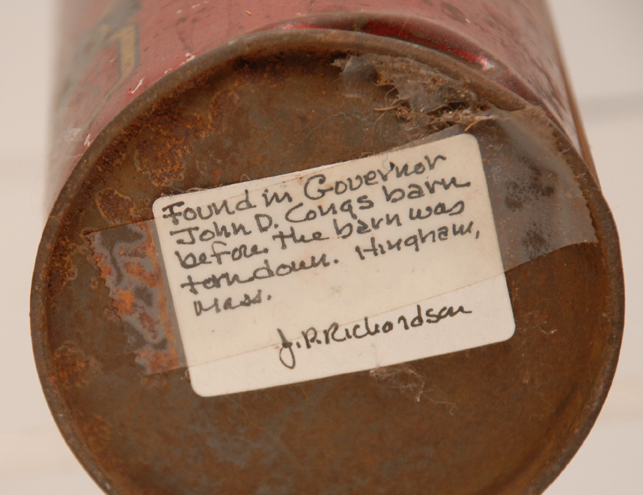 Found in Governor
John D. Longs barn
before the barn was
torn down. Hingham,
Mass.
J. P. Richardson